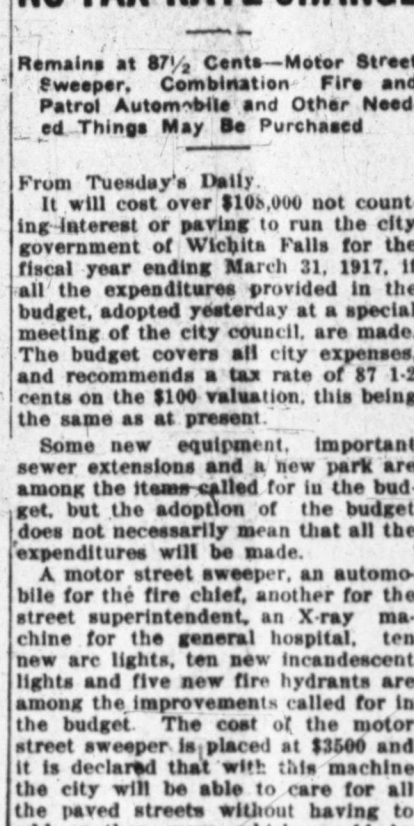 NO TAX RATE CHANGE
Remains at 87½ Cents—Motor Street
Sweeper, Combination Fire and
Patrol Automobile and Other Need
ed Things May Be Purchased
From Tuesday's Daily.
It will cost over $108,000 not count
ing interest or paving to run the city
government of Wichita Falls for the
fiscal year ending March 31, 1917, if
all the expenditures provided in the
budget, adopted yesterday at a special
meeting of the city council, are made.
The budget covers all city expenses,
and recommends a tax rate of 87 1-2
cents on the $100 valuation, this being
the same as at present.
Some new equipment, important
sewer extensions and a new park are
among the items called for in the bud-
get, but the adoption of the budget
does not necessarily mean that all the
expenditures will be made.
A motor street sweeper, an automo-
bile for the fire chief, another for the
street superintendent, an X-ray ma-
chine for the general hospital, ten
new arc lights, ten new incandescent
lights and five new fire hydrants are
among the improvements called for in
the budget. The cost of the motor
street sweeper is placed at $3500 and
it is declared that with this machine
the city will be able to care for all
the paved streets without having to